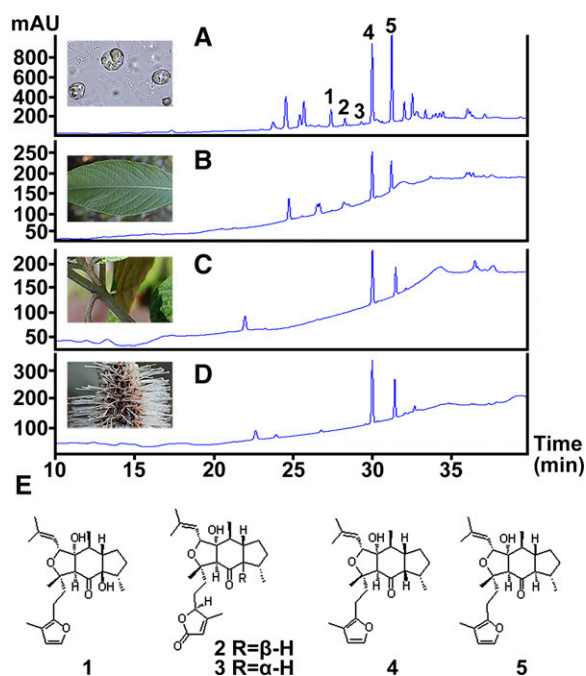 mAU
A
4 5
1 2 3
800
600
400
200
B
250
200
150
100
50
C
200
150
100
50
D
300
200
100
10 15 20 25 30 35
Time
(min)
E
OH H
O
H
O OH
O
1
OH H
O
H
O R
H
O
O
2 R=β-H
3 R=α-H
OH H
O
H H
O
O
4
OH H
O
H H
O
O
5